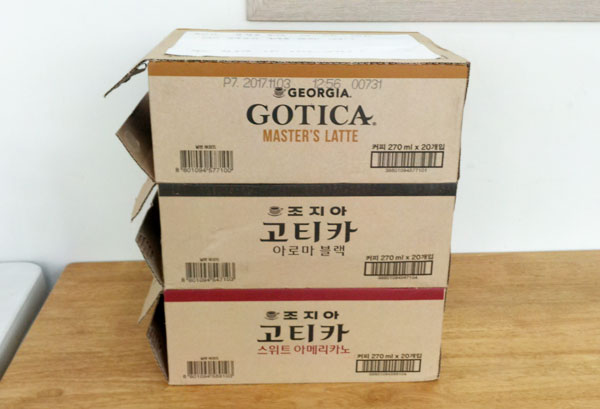 P7. 2017.11.03 12:56 00731
GEORGIA.
GOTICA
MASTER'S LATTE
커피 270 ml x 20개입
조지아
고티카
아로마 블랙
커피 270 ml x 20개입
조지아
고티카
스위트 아메리카노
커피 270 ml x 20개입